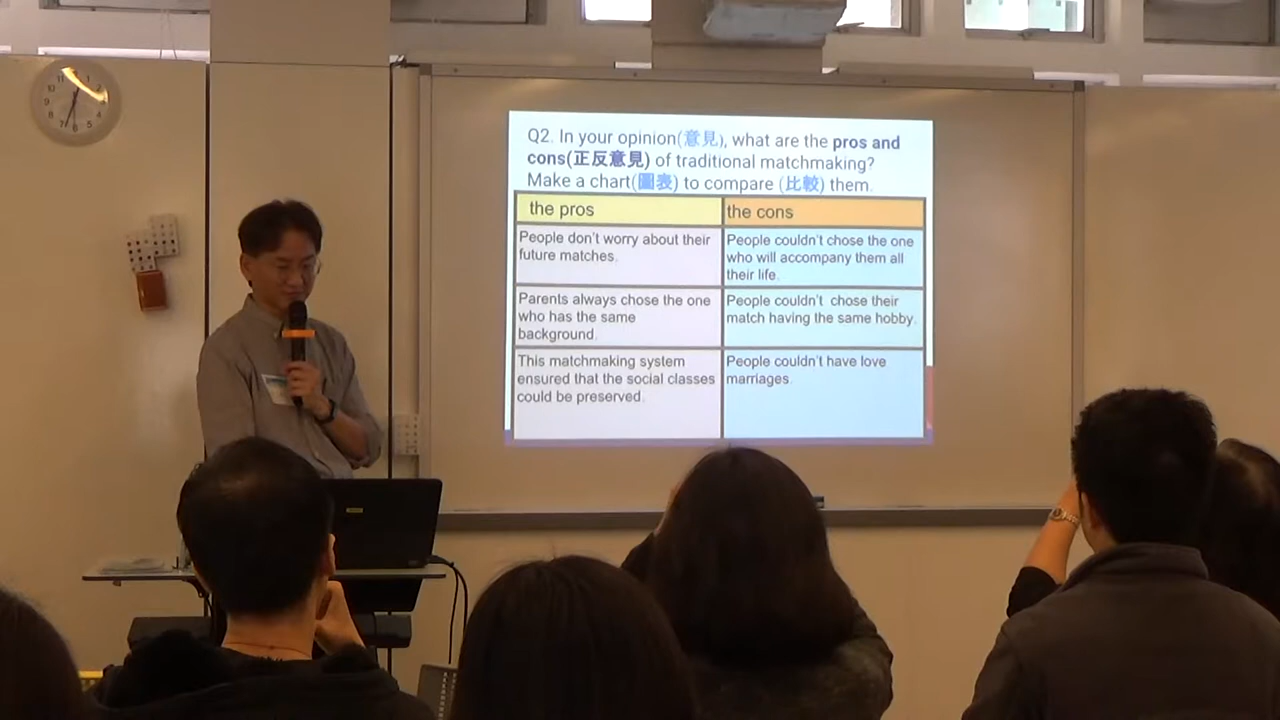 Q2. In your opinion(意見), what are the pros and
cons(正反意見) of traditional matchmaking?
Make a chart(圖表) to compare (比較) them.
the pros
the cons
People don't worry about their
future matches.
People couldn't chose the one
who will accompany them all
their life.
Parents always chose the one
who has the same
background.
People couldn't chose their
match having the same hobby.
This matchmaking system
ensured that the social classes
could be preserved.
People couldn't have love
marriages.